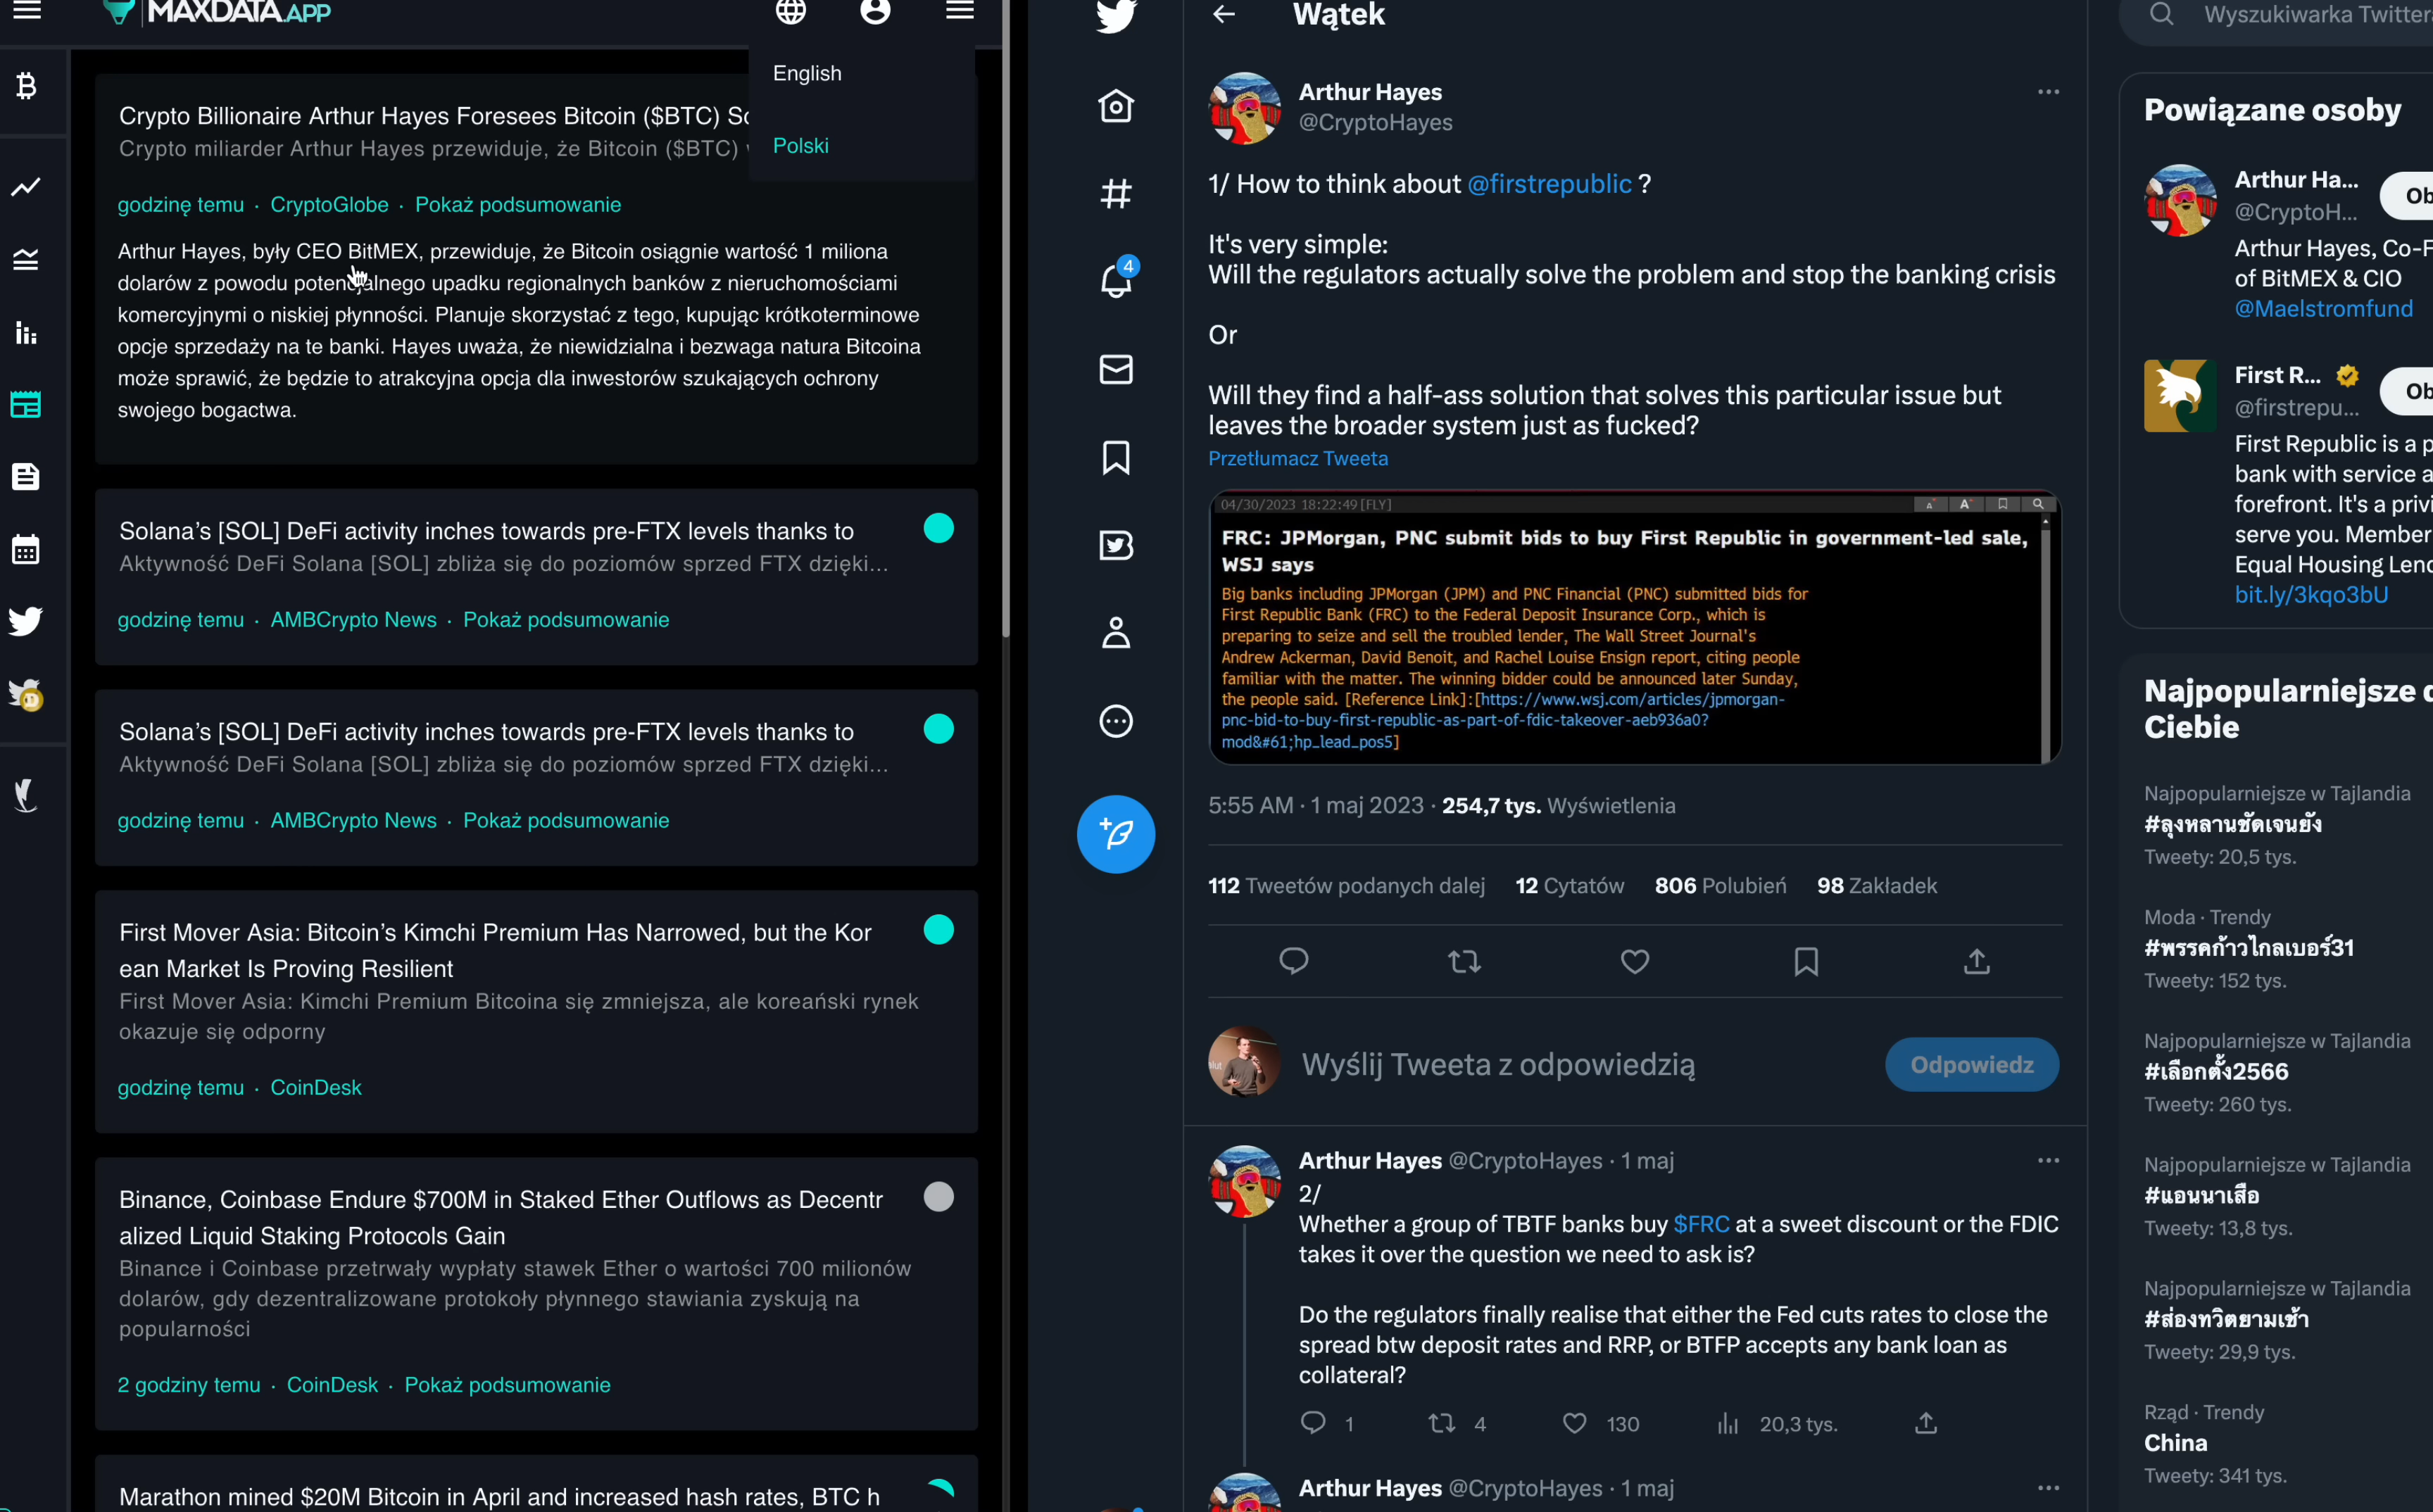 MAXDATA.APP
English
Polski
Crypto Billionaire Arthur Hayes Foresees Bitcoin ($BTC)
Crypto miliarder Arthur Hayes przewiduje, że Bitcoin ($BTC)
godzinę temu · CryptoGlobe · Pokaż podsumowanie
Arthur Hayes, były CEO BitMEX, przewiduje, że Bitcoin osiągnie wartość 1 miliona
dolarów z powodu potencjalnego upadku regionalnych banków z nieruchomościami
komercyjnymi o niskiej płynności. Planuje skorzystać z tego, kupując krótkoterminowe
opcje sprzedaży na te banki. Hayes uważa, że niewidzialna i bezwaga natura Bitcoina
może sprawić, że będzie to atrakcyjna opcja dla inwestorów szukających ochrony
swojego bogactwa.
Solana’s [SOL] DeFi activity inches towards pre-FTX levels thanks to
Aktywność DeFi Solana [SOL] zbliża się do poziomów sprzed FTX dzięki...
godzinę temu · AMBCrypto News · Pokaż podsumowanie
Solana’s [SOL] DeFi activity inches towards pre-FTX levels thanks to
Aktywność DeFi Solana [SOL] zbliża się do poziomów sprzed FTX dzięki...
godzinę temu · AMBCrypto News · Pokaż podsumowanie
First Mover Asia: Bitcoin’s Kimchi Premium Has Narrowed, but the Kor
ean Market Is Proving Resilient
First Mover Asia: Kimchi Premium Bitcoina się zmniejsza, ale koreański rynek
okazuje się odporny
godzinę temu · CoinDesk
Binance, Coinbase Endure $700M in Staked Ether Outflows as Decentr
alized Liquid Staking Protocols Gain
Binance i Coinbase przetrwały wypłaty stawek Ether o wartości 700 milionów
dolarów, gdy dezentralizowane protokoły płynnego stawiania zyskują na
popularności
2 godziny temu · CoinDesk · Pokaż podsumowanie
Marathon mined $20M Bitcoin in April and increased hash rates, BTC h
4
Wątek
Arthur Hayes
@CryptoHayes
1/ How to think about @firstrepublic ?
It's very simple:
Will the regulators actually solve the problem and stop the banking crisis
Or
Will they find a half-ass solution that solves this particular issue but
leaves the broader system just as fucked?
Przetłumacz Tweeta
04/30/2023 18:22:49 [FLY]
FRC: JPMorgan, PNC submit bids to buy First Republic in government-led sale,
WSJ says
Big banks including JPMorgan (JPM) and PNC Financial (PNC) submitted bids for
First Republic Bank (FRC) to the Federal Deposit Insurance Corp., which is
preparing to seize and sell the troubled lender, The Wall Street Journal's
Andrew Ackerman, David Benoit, and Rachel Louise Ensign report, citing people
familiar with the matter. The winning bidder could be announced later Sunday,
the people said. [Reference Link]:[https://www.wsj.com/articles/jpmorgan-
pnc-bid-to-buy-first-republic-as-part-of-fdic-takeover-aeb936a0?
mod&#61;hp_lead_pos5]
5:55 AM · 1 maj 2023 · 254,7 tys. Wyświetlenia
112 Tweetów podanych dalej 12 Cytatów 806 Polubień 98 Zakładek
Wyślij Tweeta z odpowiedzią
Odpowiedz
Arthur Hayes @CryptoHayes · 1 maj
2/
Whether a group of TBTF banks buy $FRC at a sweet discount or the FDIC
takes it over the question we need to ask is?
Do the regulators finally realise that either the Fed cuts rates to close the
spread btw deposit rates and RRP, or BTFP accepts any bank loan as
collateral?
1 4 130 20,3 tys.
Arthur Hayes @CryptoHayes · 1 maj
Wyszukiwarka Twitter
Powiązane osoby
Arthur Ha...
@CryptoH...
Ob
Arthur Hayes, Co-F
of BitMEX & CIO
@Maelstromfund
First R...
@firstrepu...
Ob
First Republic is a p
bank with service a
forefront. It's a priv
serve you. Member
Equal Housing Lend
bit.ly/3kqo3bU
Najpopularniejsze d
Ciebie
Najpopularniejsze w Tajlandia
#ลุงหลานชัดเจนยัง
Tweety: 20,5 tys.
Moda · Trendy
#พรรคก้าวไกลเบอร์31
Tweety: 152 tys.
Najpopularniejsze w Tajlandia
#เลือกตั้ง2566
Tweety: 260 tys.
Najpopularniejsze w Tajlandia
#แอนนาเสือ
Tweety: 13,8 tys.
Najpopularniejsze w Tajlandia
#ส่องทวิตยามเช้า
Tweety: 29,9 tys.
Rząd · Trendy
China
Tweety: 341 tys.